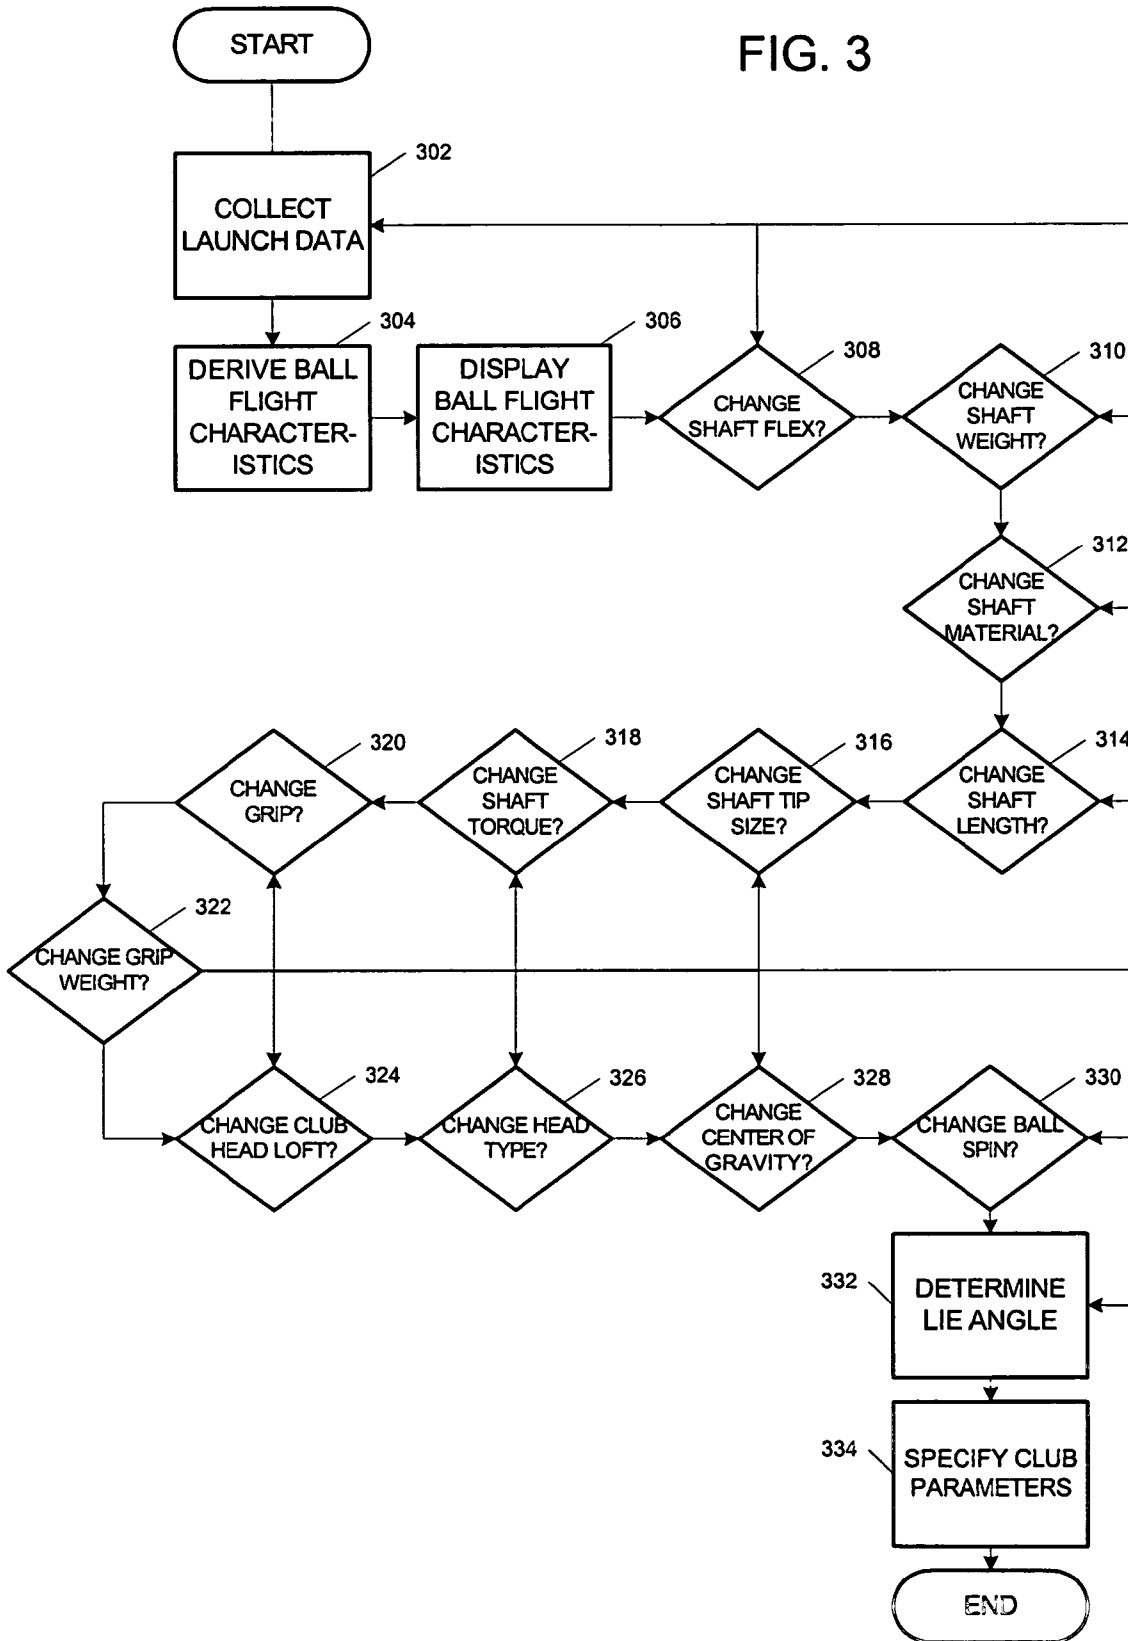 START
FIG. 3
302
COLLECT
LAUNCH DATA
304
DERIVE BALL
FLIGHT
CHARACTER-
ISTICS
306
DISPLAY
BALL FLIGHT
CHARACTER-
ISTICS
308
CHANGE
SHAFT FLEX?
310
CHANGE
SHAFT
WEIGHT?
312
CHANGE
SHAFT
MATERIAL?
320
CHANGE
GRIP?
318
CHANGE
SHAFT
TORQUE?
316
CHANGE
SHAFT TIP
SIZE?
314
CHANGE
SHAFT
LENGTH?
322
CHANGE GRIP
WEIGHT?
324
CHANGE CLUB
HEAD LOFT?
326
CHANGE HEAD
TYPE?
328
CHANGE
CENTER OF
GRAVITY?
330
CHANGE BALL
SPIN?
332
DETERMINE
LIE ANGLE
334
SPECIFY CLUB
PARAMETERS
END